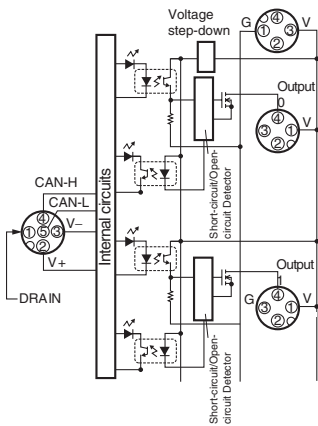 Voltage
step-down
G
④
①
③
②
V
Output
0
④
③
①
②
V
Short-circuit/Open-
circuit Detector
Internal circuits
CAN-H
CAN-L
④
①
⑤
③
②
V–
V+
DRAIN
Output
1
G
④
③
①
②
V
Short-circuit/Open-
circuit Detector